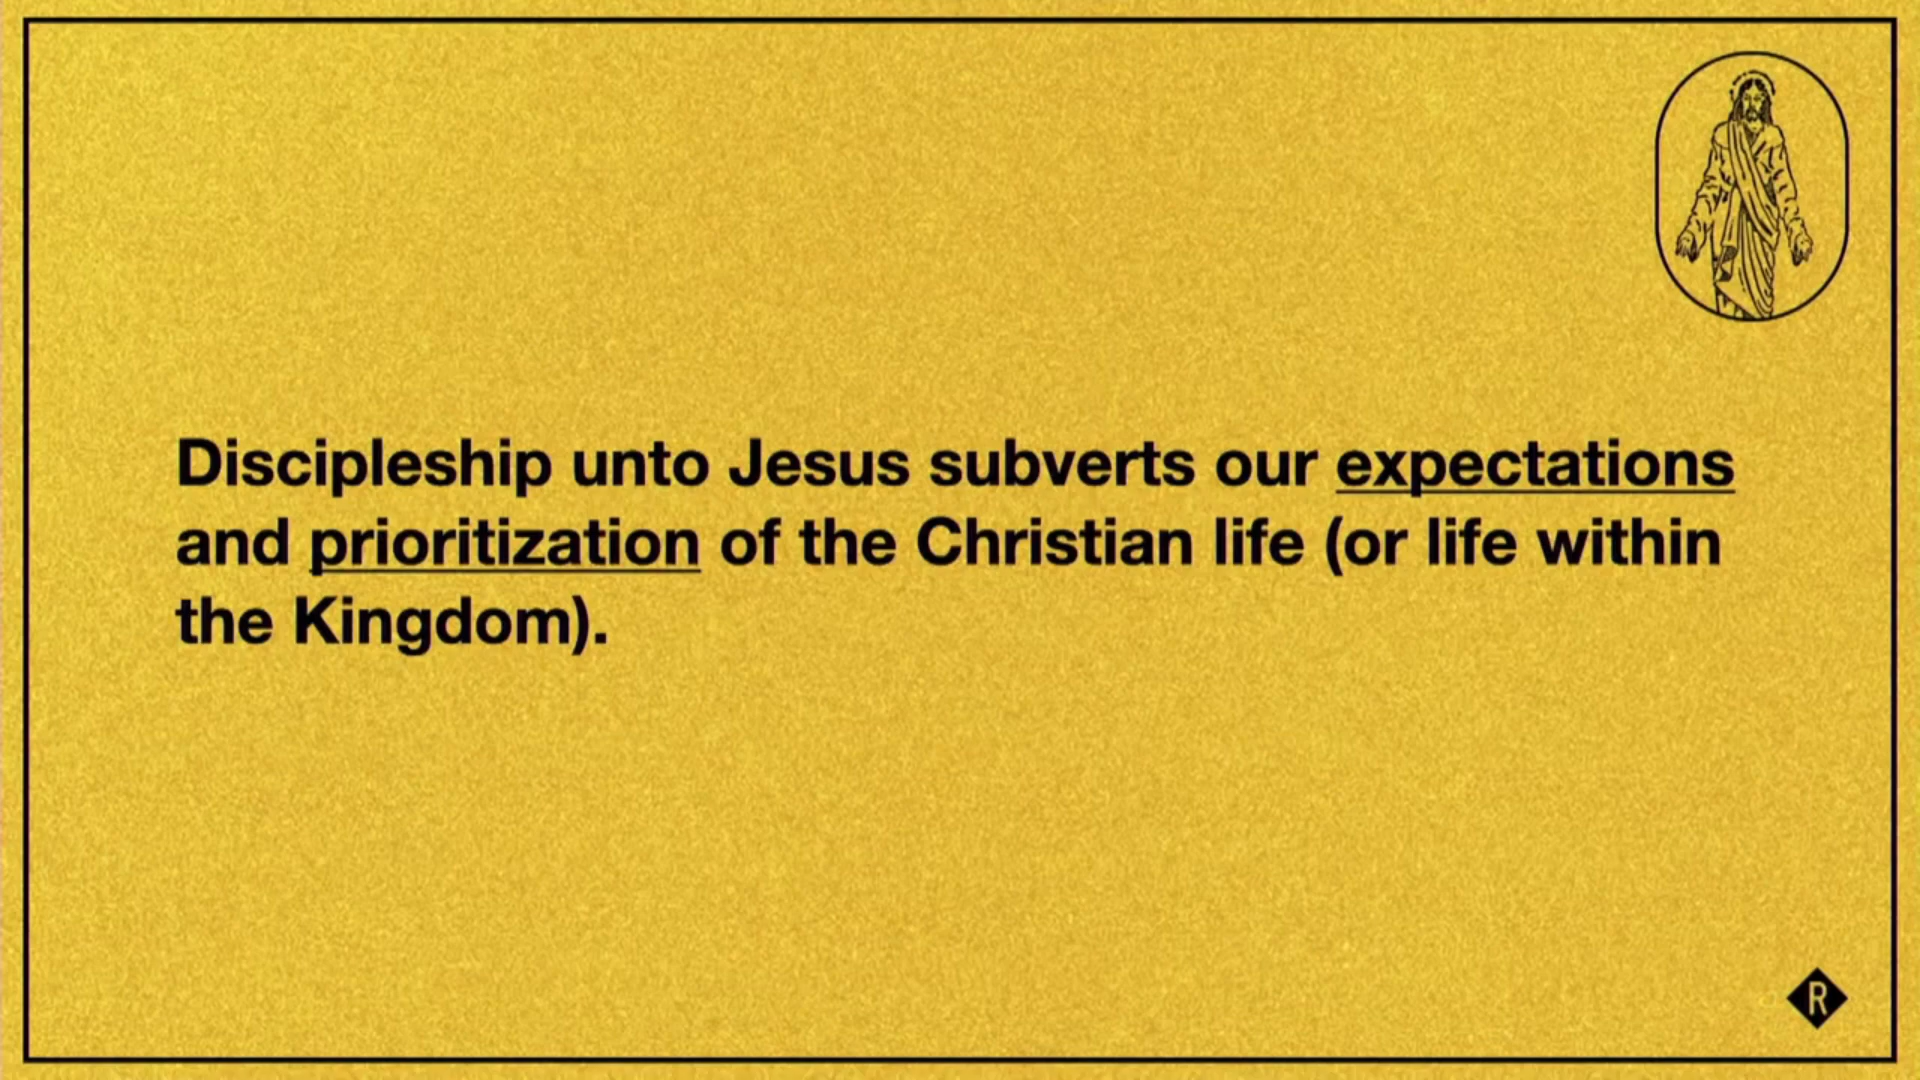 Discipleship unto Jesus subverts our expectations
and prioritization of the Christian life (or life within
the Kingdom).
R